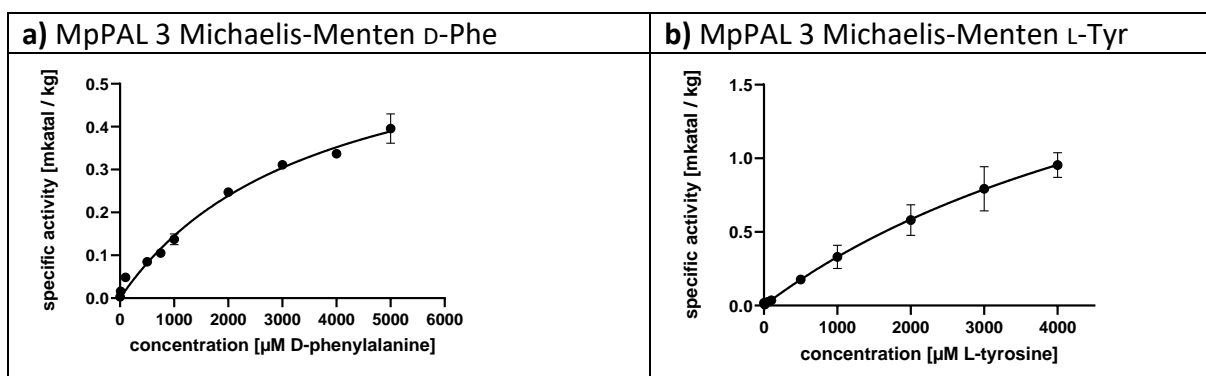 a) MpPAL 3 Michaelis-Menten D-Phe
b) MpPAL 3 Michaelis-Menten L-Tyr
specific activity [mkatal / kg]
0.5
0.4
0.3
0.2
0.1
0.0
0 1000 2000 3000 4000 5000 6000
concentration [µM D-phenylalanine]
specific activity [mkatal / kg]
1.5
1.0
0.5
0.0
0 1000 2000 3000 4000
concentration [µM L-tyrosine]